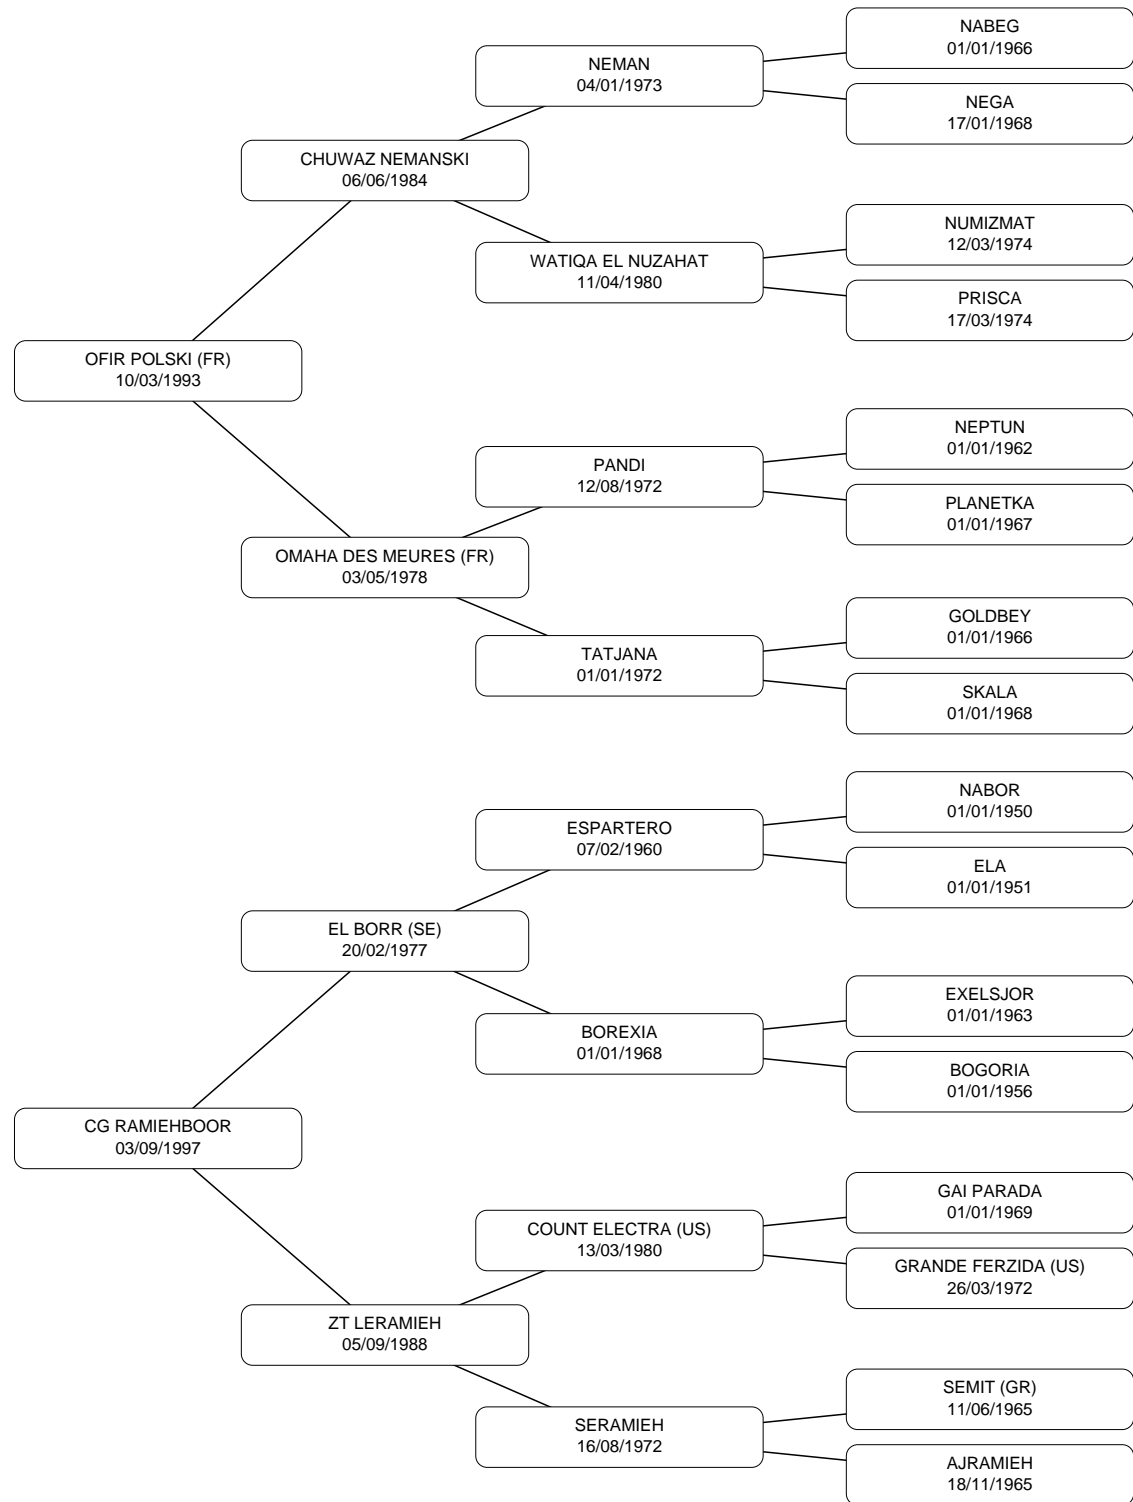 NABEG
01/01/1966
NEMAN
04/01/1973
NEGA
17/01/1968
CHUWAZ NEMANSKI
06/06/1984
NUMIZMAT
12/03/1974
WATIQA EL NUZAHAT
11/04/1980
PRISCA
17/03/1974
OFIR POLSKI (FR)
10/03/1993
NEPTUN
01/01/1962
PANDI
12/08/1972
PLANETKA
01/01/1967
OMAHA DES MEURES (FR)
03/05/1978
GOLDBEY
01/01/1966
TATJANA
01/01/1972
SKALA
01/01/1968
NABOR
01/01/1950
ESPARTERO
07/02/1960
ELA
01/01/1951
EL BORR (SE)
20/02/1977
EXELSJOR
01/01/1963
BOREXIA
01/01/1968
BOGORIA
01/01/1956
CG RAMIEHBOOR
03/09/1997
GAI PARADA
01/01/1969
COUNT ELECTRA (US)
13/03/1980
GRANDE FERZIDA (US)
26/03/1972
ZT LERAMIEH
05/09/1988
SEMIT (GR)
11/06/1965
SERAMIEH
16/08/1972
AJRAMIEH
18/11/1965